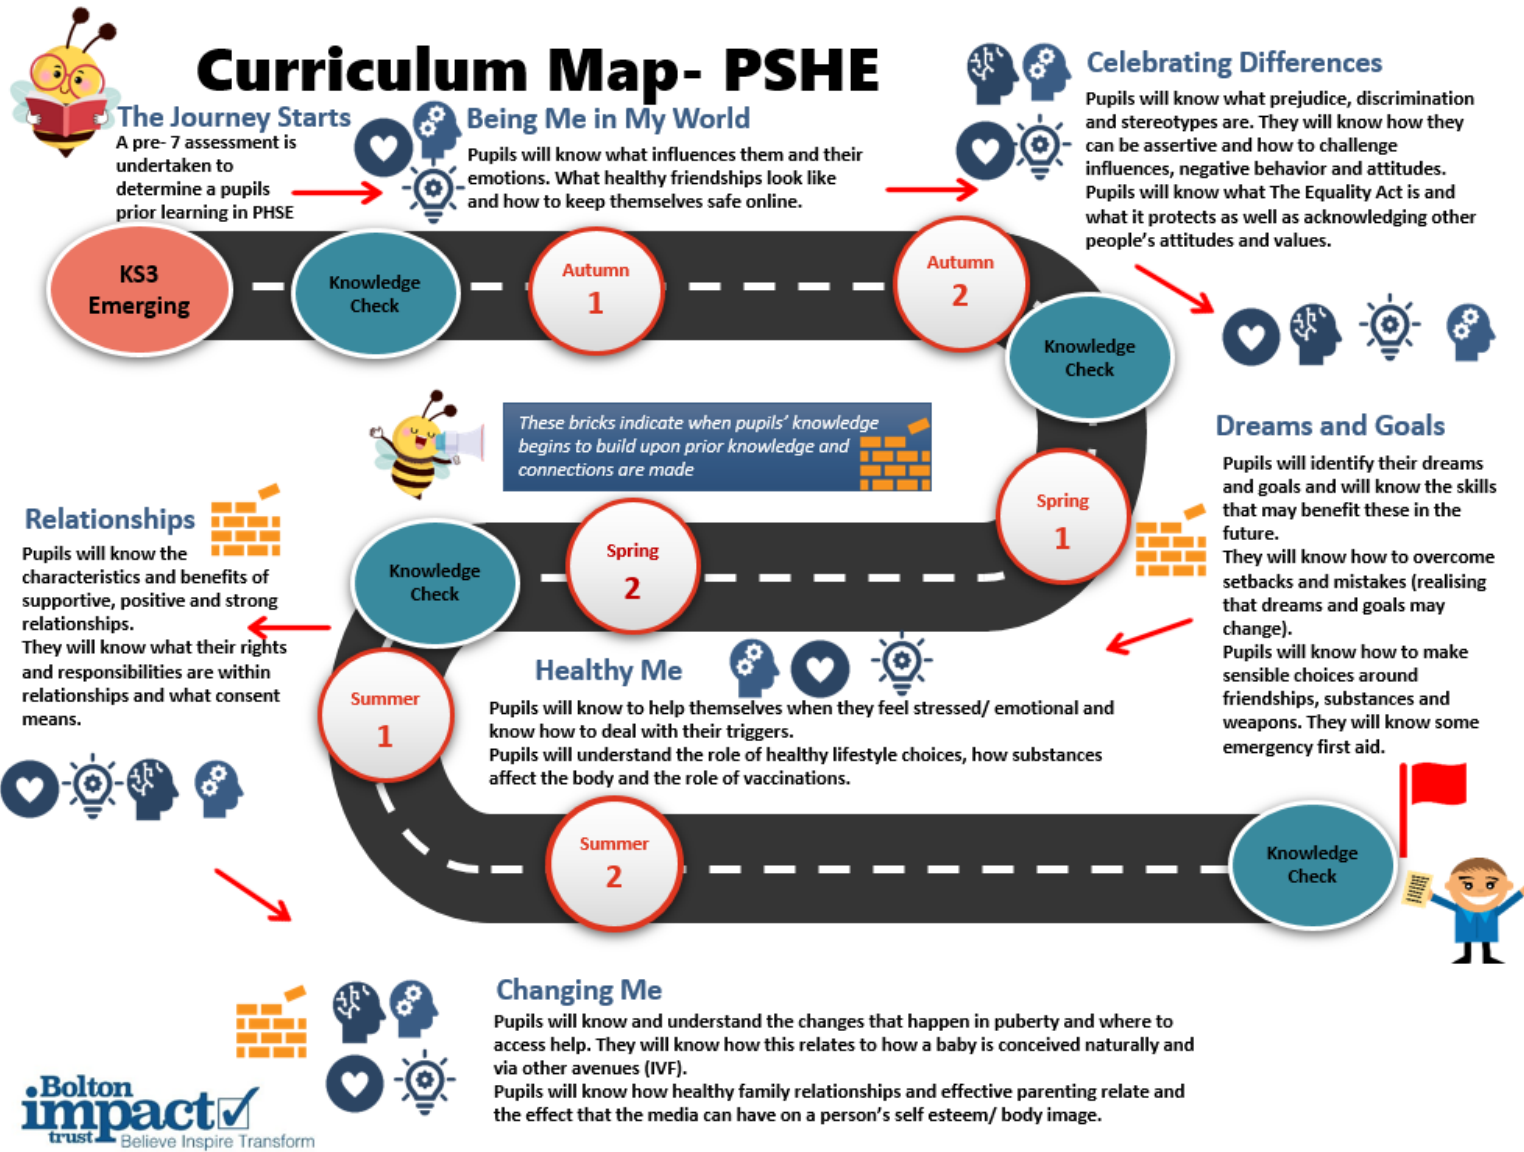 Curriculum Map- PSHE
The Journey Starts
A pre- 7 assessment is
undertaken to
determine a pupils
prior learning in PHSE
Being Me in My World
Pupils will know what influences them and their
emotions. What healthy friendships look like
and how to keep themselves safe online.
Celebrating Differences
Pupils will know what prejudice, discrimination
and stereotypes are. They will know how they
can be assertive and how to challenge
influences, negative behavior and attitudes.
Pupils will know what The Equality Act is and
what it protects as well as acknowledging other
people's attitudes and values.
KS3
Emerging
Knowledge
Check
Autumn
1
Autumn
2
Knowledge
Check
These bricks indicate when pupils' knowledge
begins to build upon prior knowledge and
connections are made
Dreams and Goals
Pupils will identify their dreams
and goals and will know the skills
that may benefit these in the
future.
They will know how to overcome
setbacks and mistakes (realising
that dreams and goals may
change).
Pupils will know how to make
sensible choices around
friendships, substances and
weapons. They will know some
emergency first aid.
Spring
1
Spring
2
Knowledge
Check
Relationships
Pupils will know the
characteristics and benefits of
supportive, positive and strong
relationships.
They will know what their rights
and responsibilities are within
relationships and what consent
means.
Healthy Me
Pupils will know to help themselves when they feel stressed/ emotional and
know how to deal with their triggers.
Pupils will understand the role of healthy lifestyle choices, how substances
affect the body and the role of vaccinations.
Summer
1
Summer
2
Knowledge
Check
Changing Me
Pupils will know and understand the changes that happen in puberty and where to
access help. They will know how this relates to how a baby is conceived naturally and
via other avenues (IVF).
Pupils will know how healthy family relationships and effective parenting relate and
the effect that the media can have on a person's self esteem/ body image.
Bolton
impact
trust
Believe Inspire Transform